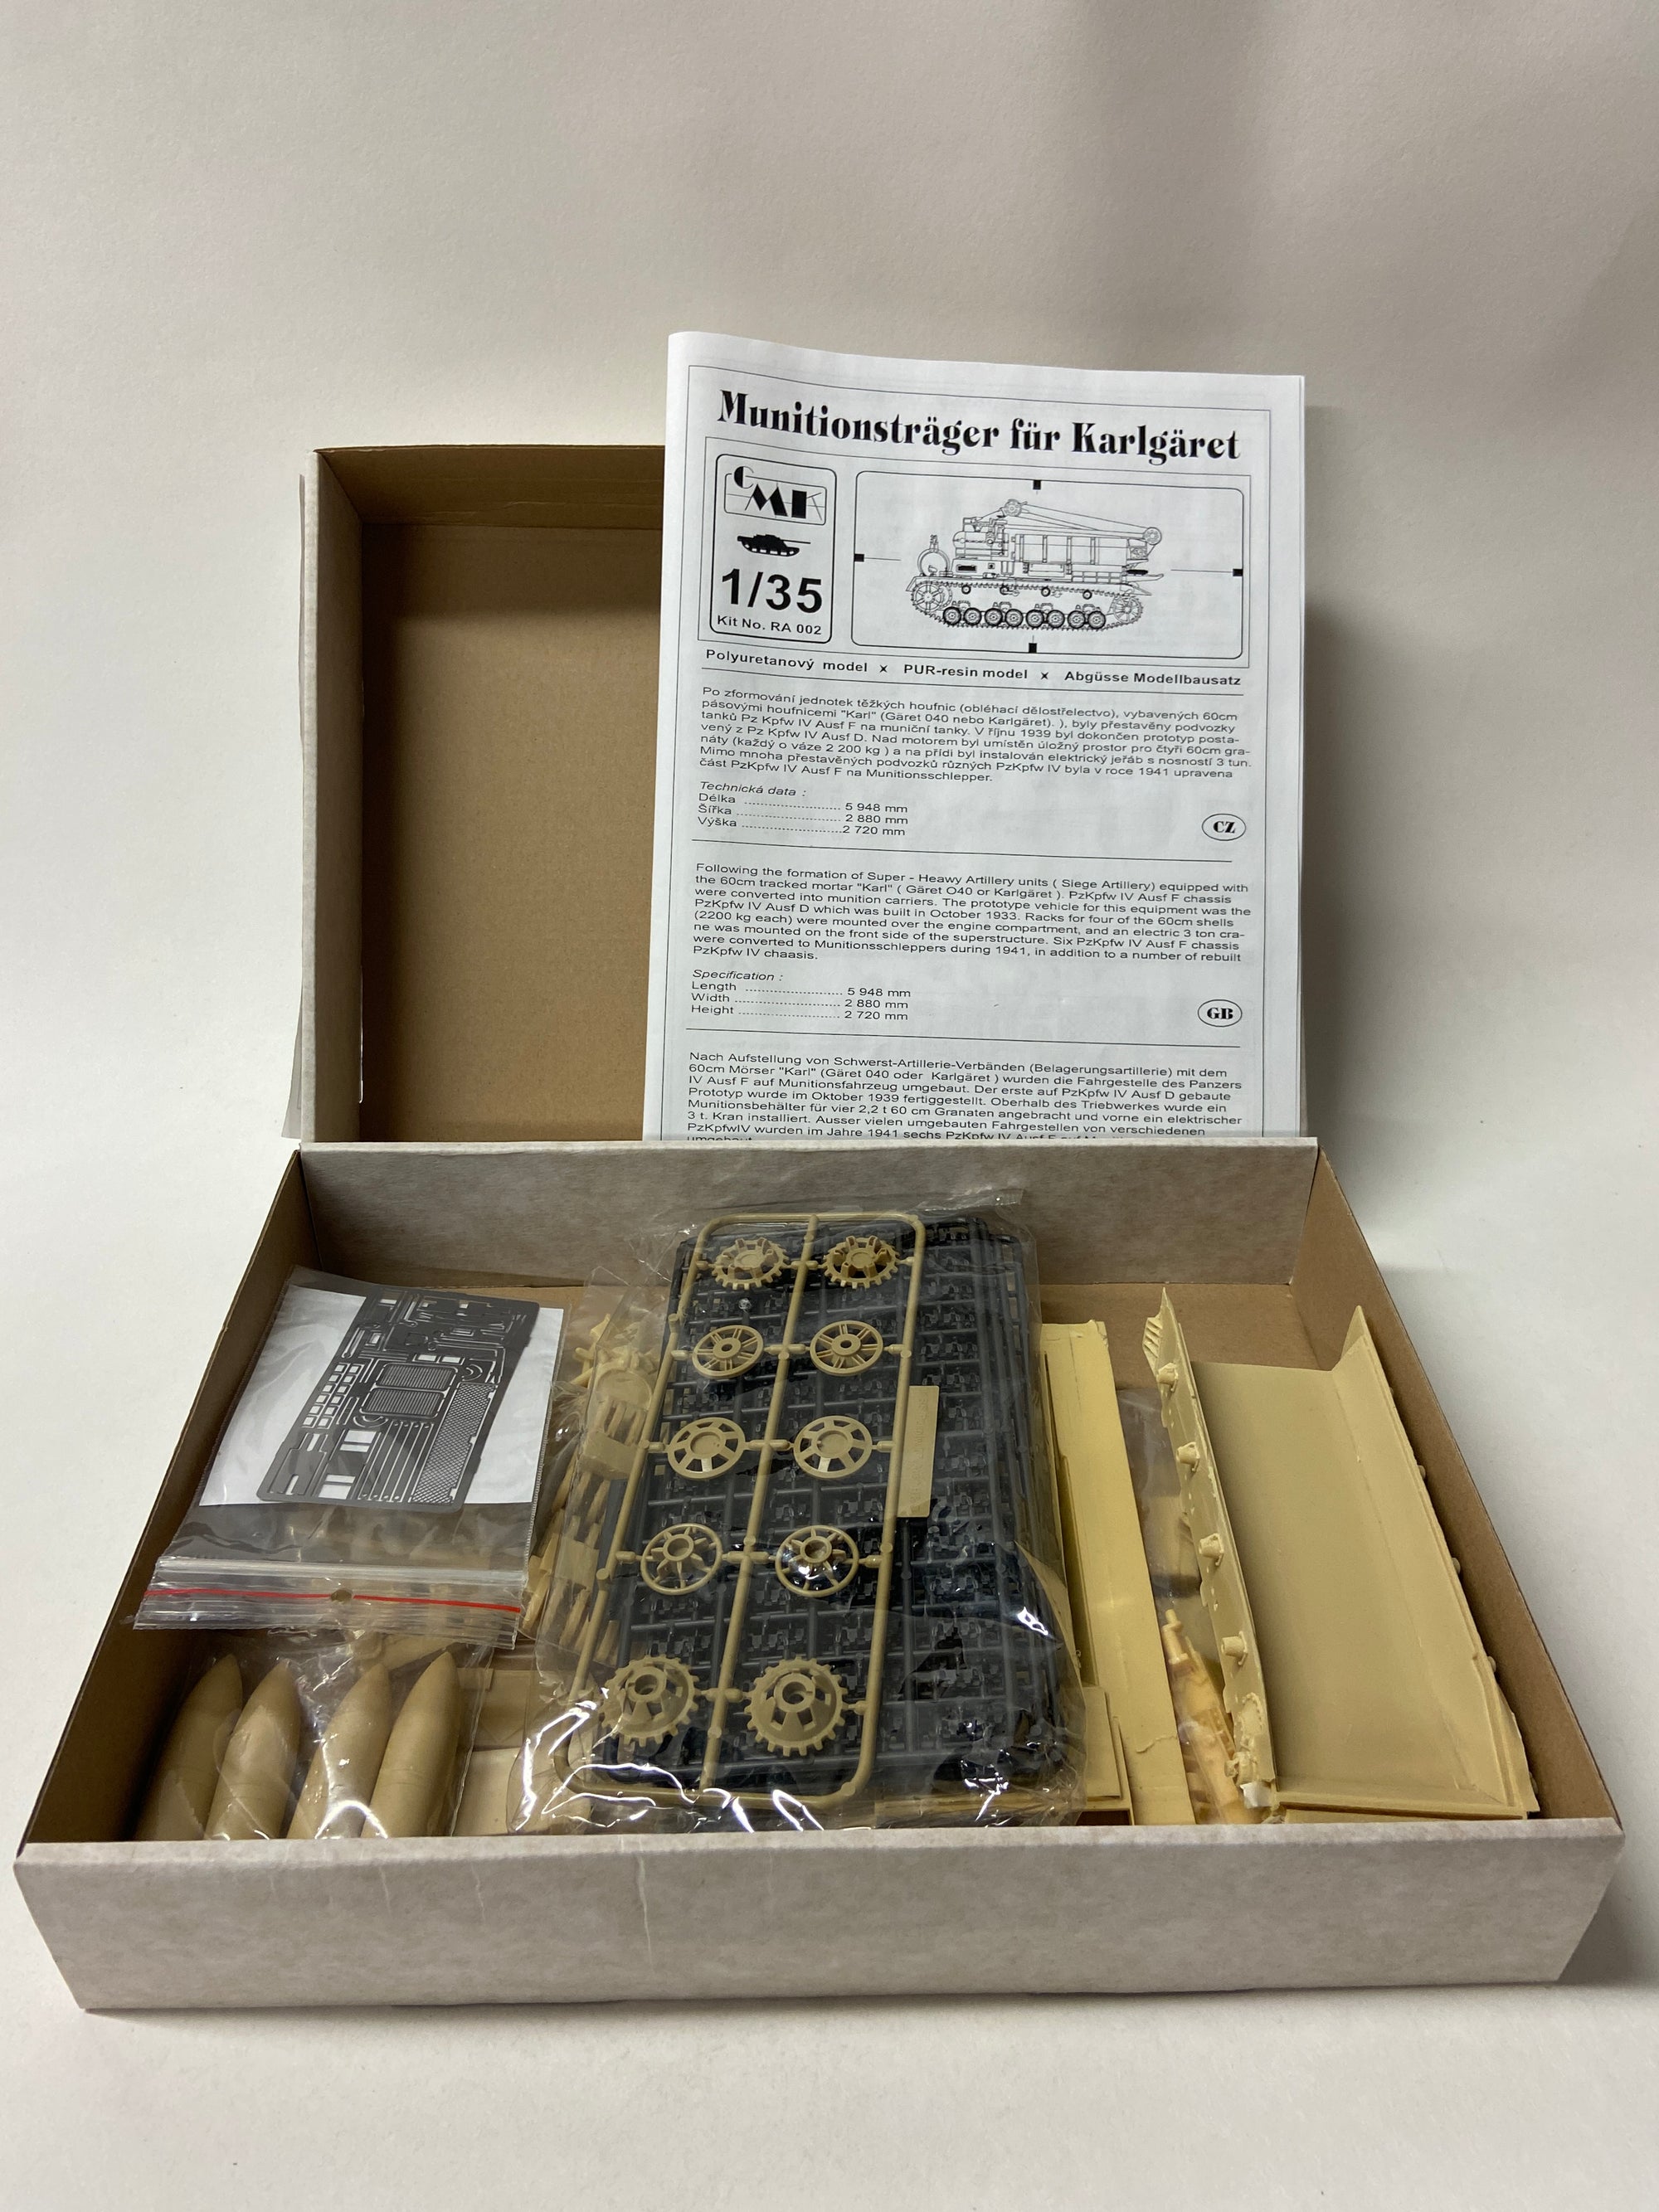 Munitionsträger für Karlgäret
CMK
1/35
Kit No. RA 002
Polyuretanový model × PUR-resin model × Abgüsse Modellbausatz
Po zformování jednotek těžkých houfnic (obléhací dělostřelectvo), vybavených 60cm
pásovými houfnicemi "Karl" (Gäret 040 nebo Karlgäret). ), byly přestavěny podvozky
tanků Pz Kpfw IV Ausf F na muniční tanky. V říjnu 1939 byl dokončen prototyp posta-
vený z Pz Kpfw IV Ausf D. Nad motorem byl umístěn úložný prostor pro čtyři 60cm gra-
náty (každý o váze 2 200 kg ) a na přídi byl instalován elektrický jeřáb s nosností 3 tun.
Mimo mnoha přestavěných podvozků různých PzKpfw IV byla v roce 1941 upravena
část PzKpfw IV Ausf F na Munitionsschlepper.
Technická data :
Délka ........................ 5 948 mm
Šířka .......................... 2 880 mm
Výška .........................2 720 mm
CZ
Following the formation of Super - Heawy Artillery units ( Siege Artillery) equipped with
the 60cm tracked mortar "Karl" ( Gäret O40 or Karlgäret ). PzKpfw IV Ausf F chassis
were converted into munition carriers. The prototype vehicle for this equipment was the
PzKpfw IV Ausf D which was built in October 1933. Racks for four of the 60cm shells
(2200 kg each) were mounted over the engine compartment, and an electric 3 ton cra-
ne was mounted on the front side of the superstructure. Six PzKpfw IV Ausf F chassis
were converted to Munitionsschleppers during 1941, in addition to a number of rebuilt
PzKpfw IV chaasis.
Specification :
Length ........................ 5 948 mm
Width .......................... 2 880 mm
Height ......................... 2 720 mm
GB
Nach Aufstellung von Schwerst-Artillerie-Verbänden (Belagerungsartillerie) mit dem
60cm Mörser "Karl" (Gäret 040 oder Karlgäret ) wurden die Fahrgestelle des Panzers
IV Ausf F auf Munitionsfahrzeug umgebaut. Der erste auf PzKpfw IV Ausf D gebaute
Prototyp wurde im Oktober 1939 fertiggestellt. Oberhalb des Triebwerkes wurde ein
Munitionsbehälter für vier 2,2 t 60 cm Granaten angebracht und vorne ein elektrischer
3 t. Kran installiert. Ausser vielen umgebauten Fahrgestellen von verschiedenen
PzKpfwIV wurden im Jahre 1941 sechs PzKpfw IV Ausf F auf
umgebaut